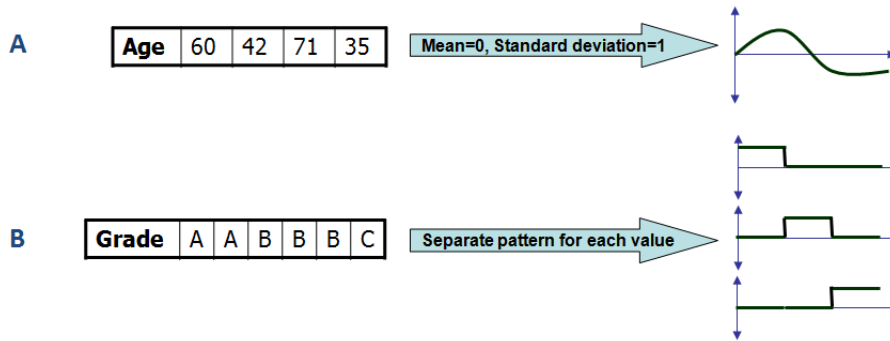 A
Age 60 42 71 35
Mean=0, Standard deviation=1
B
Grade A A B B B C
Separate pattern for each value